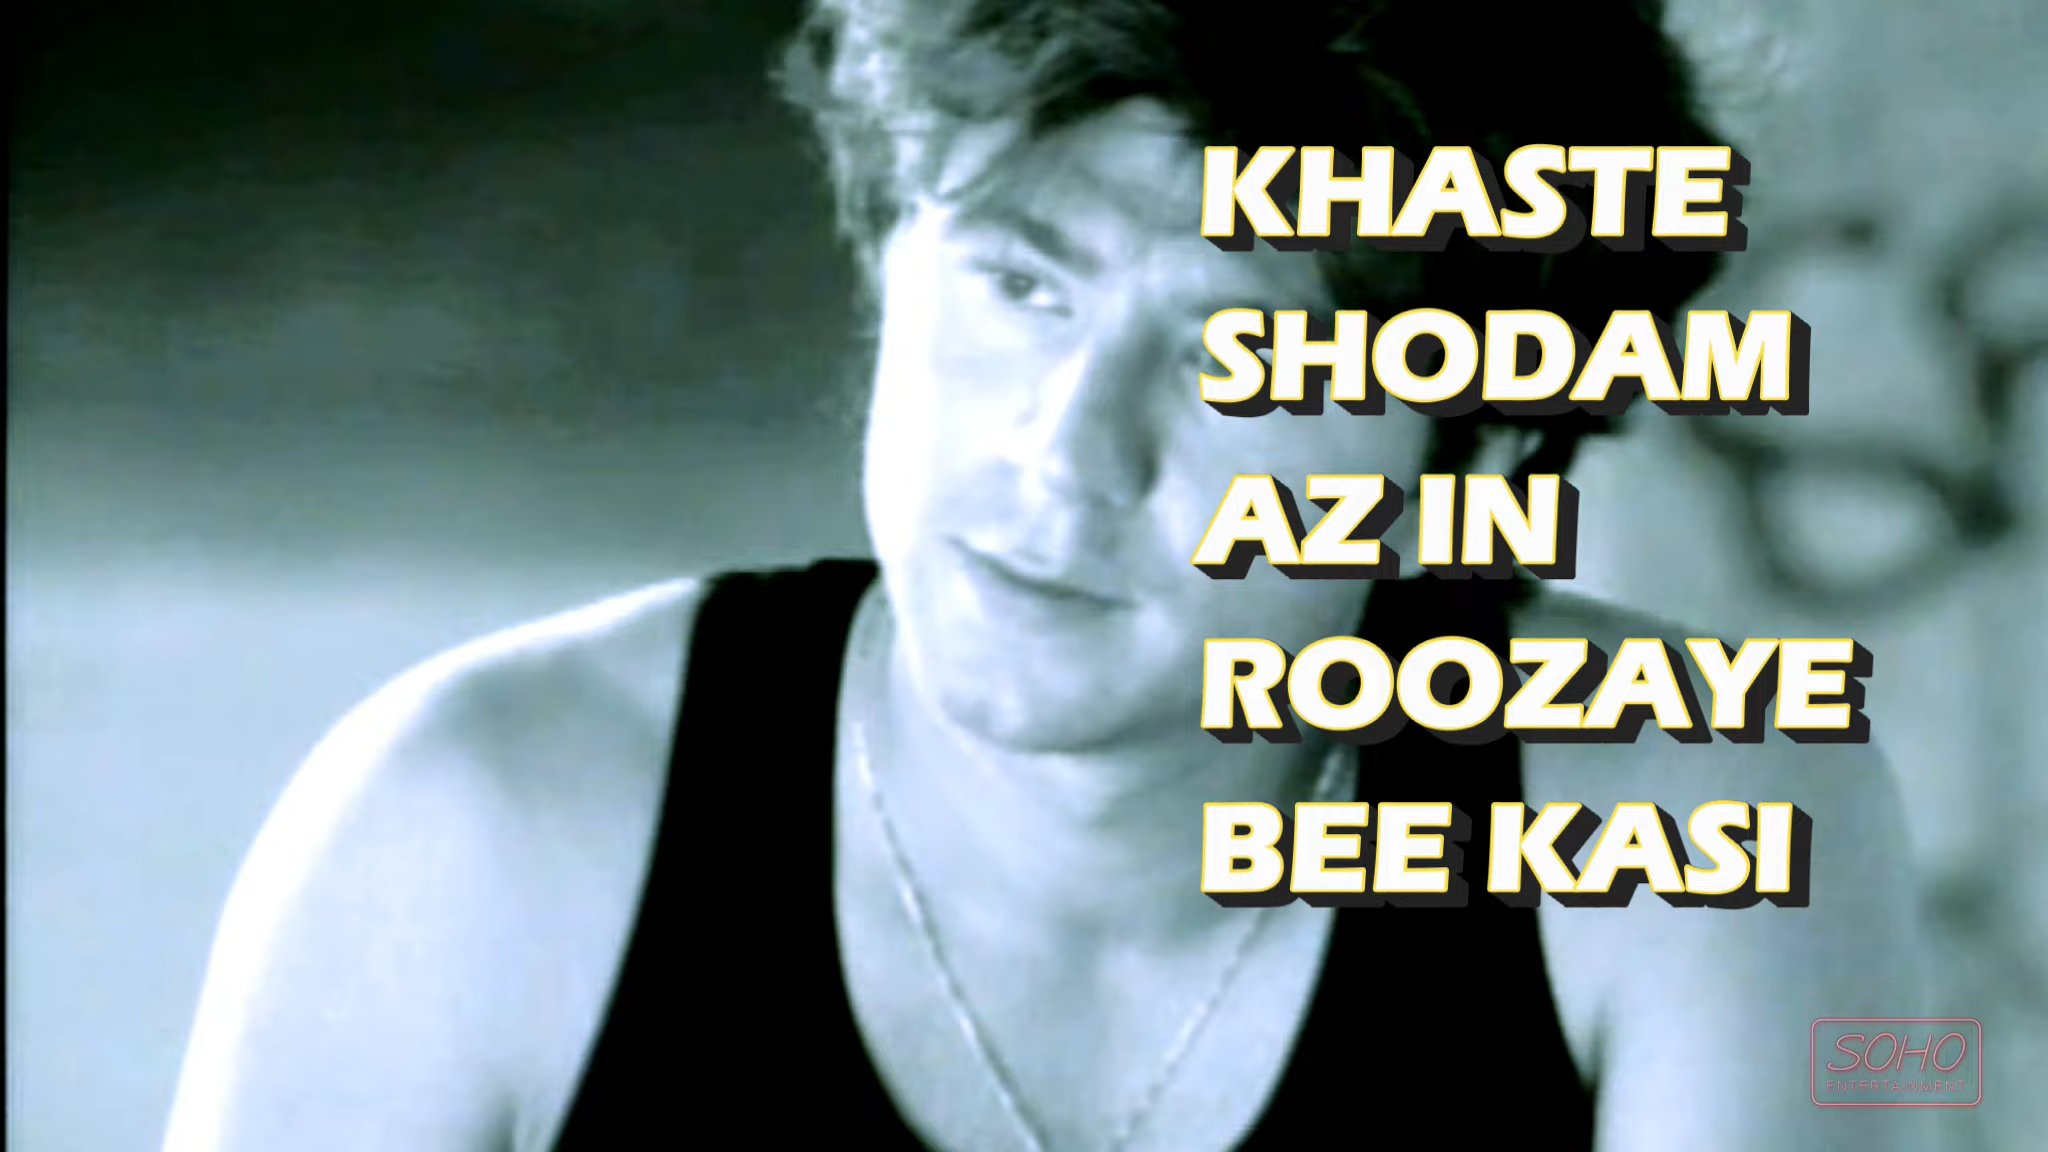 KHASTE
SHODAM
AZ IN
ROOZAYE
BEE KASI
SOHO
ENTERTAINMENT